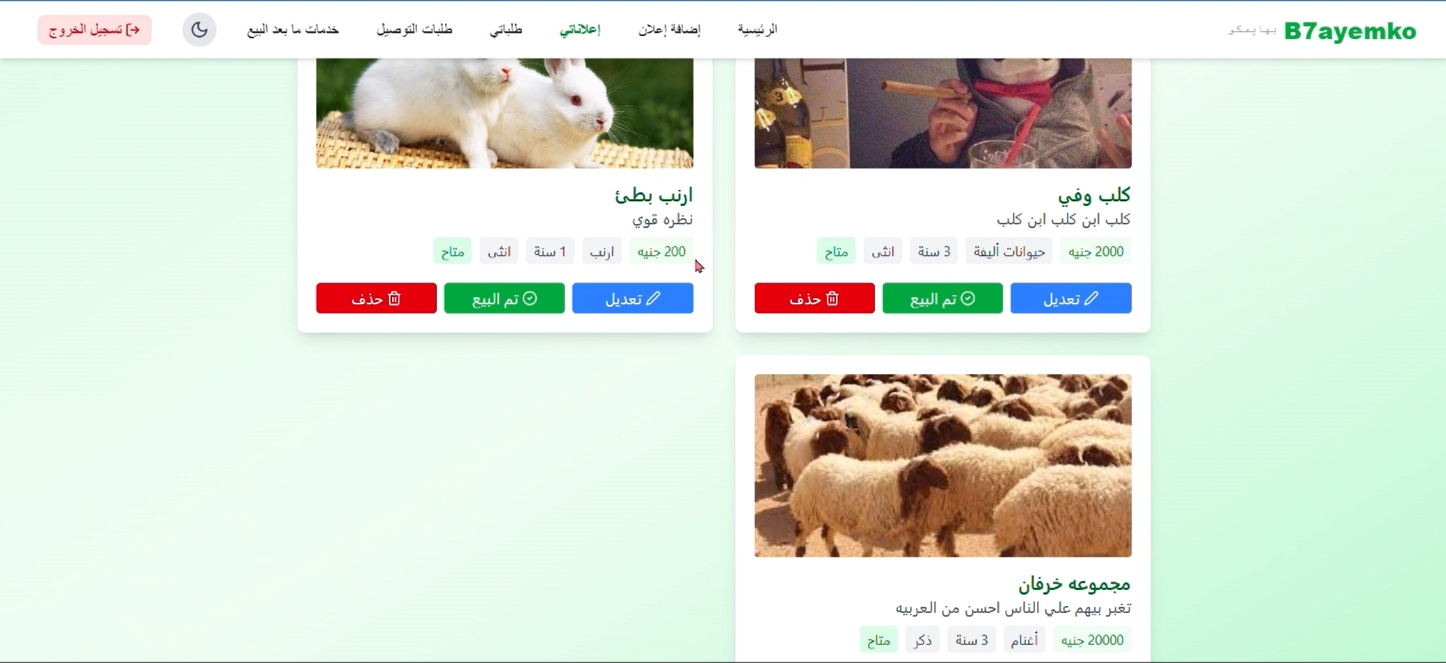 B7ayemko بهايمكو
الرئيسية
إضافة إعلان
إعلاناتي
طلباتي
طلبات التوصيل
خدمات ما بعد البيع
تسجيل الخروج
3
كلب وفي
كلب ابن كلب ابن كلب
2000 جنيه
حيوانات أليفة
3 سنة
انثى
متاح
تعديل
تم البيع
حذف
ارنب بطئ
نظره قوي
200 جنيه
ارنب
1 سنة
انثى
متاح
تعديل
تم البيع
حذف
مجموعه خرفان
تغبر بيهم علي الناس احسن من العربيه
20000 جنيه
أغنام
3 سنة
ذكر
متاح